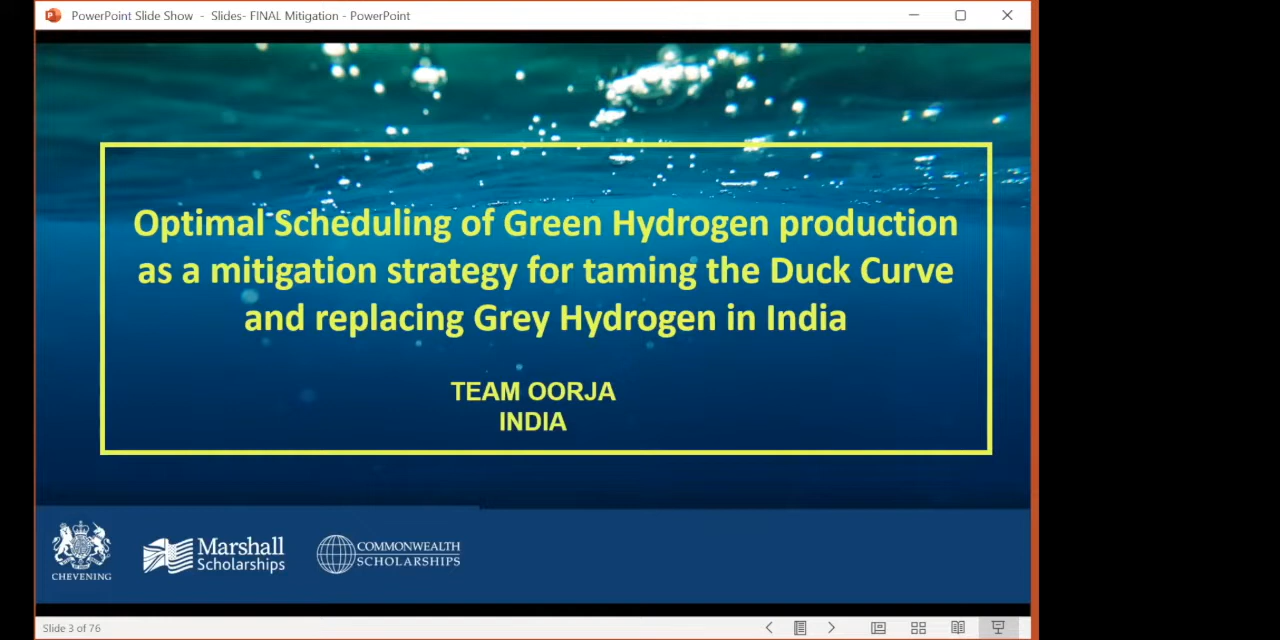 PowerPoint Slide Show - Slides- FINAL Mitigation - PowerPoint
Optimal Scheduling of Green Hydrogen production
as a mitigation strategy for taming the Duck Curve
and replacing Grey Hydrogen in India
TEAM OORJA
INDIA
CHEVENING
Marshall
Scholarships
COMMONWEALTH
SCHOLARSHIPS
Slide 3 of 76